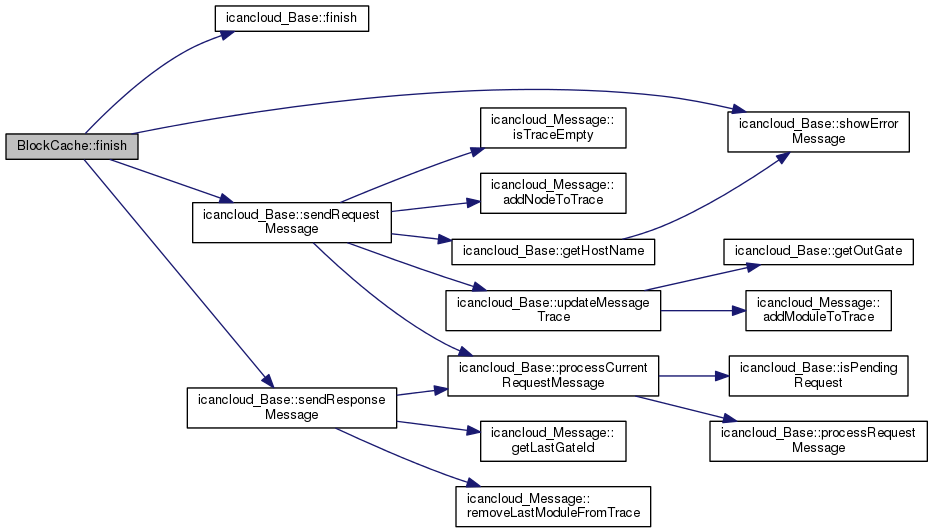 icancloud_Base::finish
BlockCache::finish
icancloud_Base::showError
Message
icancloud_Message::
isTraceEmpty
icancloud_Message::
addNodeToTrace
icancloud_Base::sendRequest
Message
icancloud_Base::getHostName
icancloud_Base::getOutGate
icancloud_Base::updateMessage
Trace
icancloud_Message::
addModuleToTrace
icancloud_Base::processCurrent
RequestMessage
icancloud_Base::isPending
Request
icancloud_Base::sendResponse
Message
icancloud_Message::
getLastGateId
icancloud_Base::processRequest
Message
icancloud_Message::
removeLastModuleFromTrace